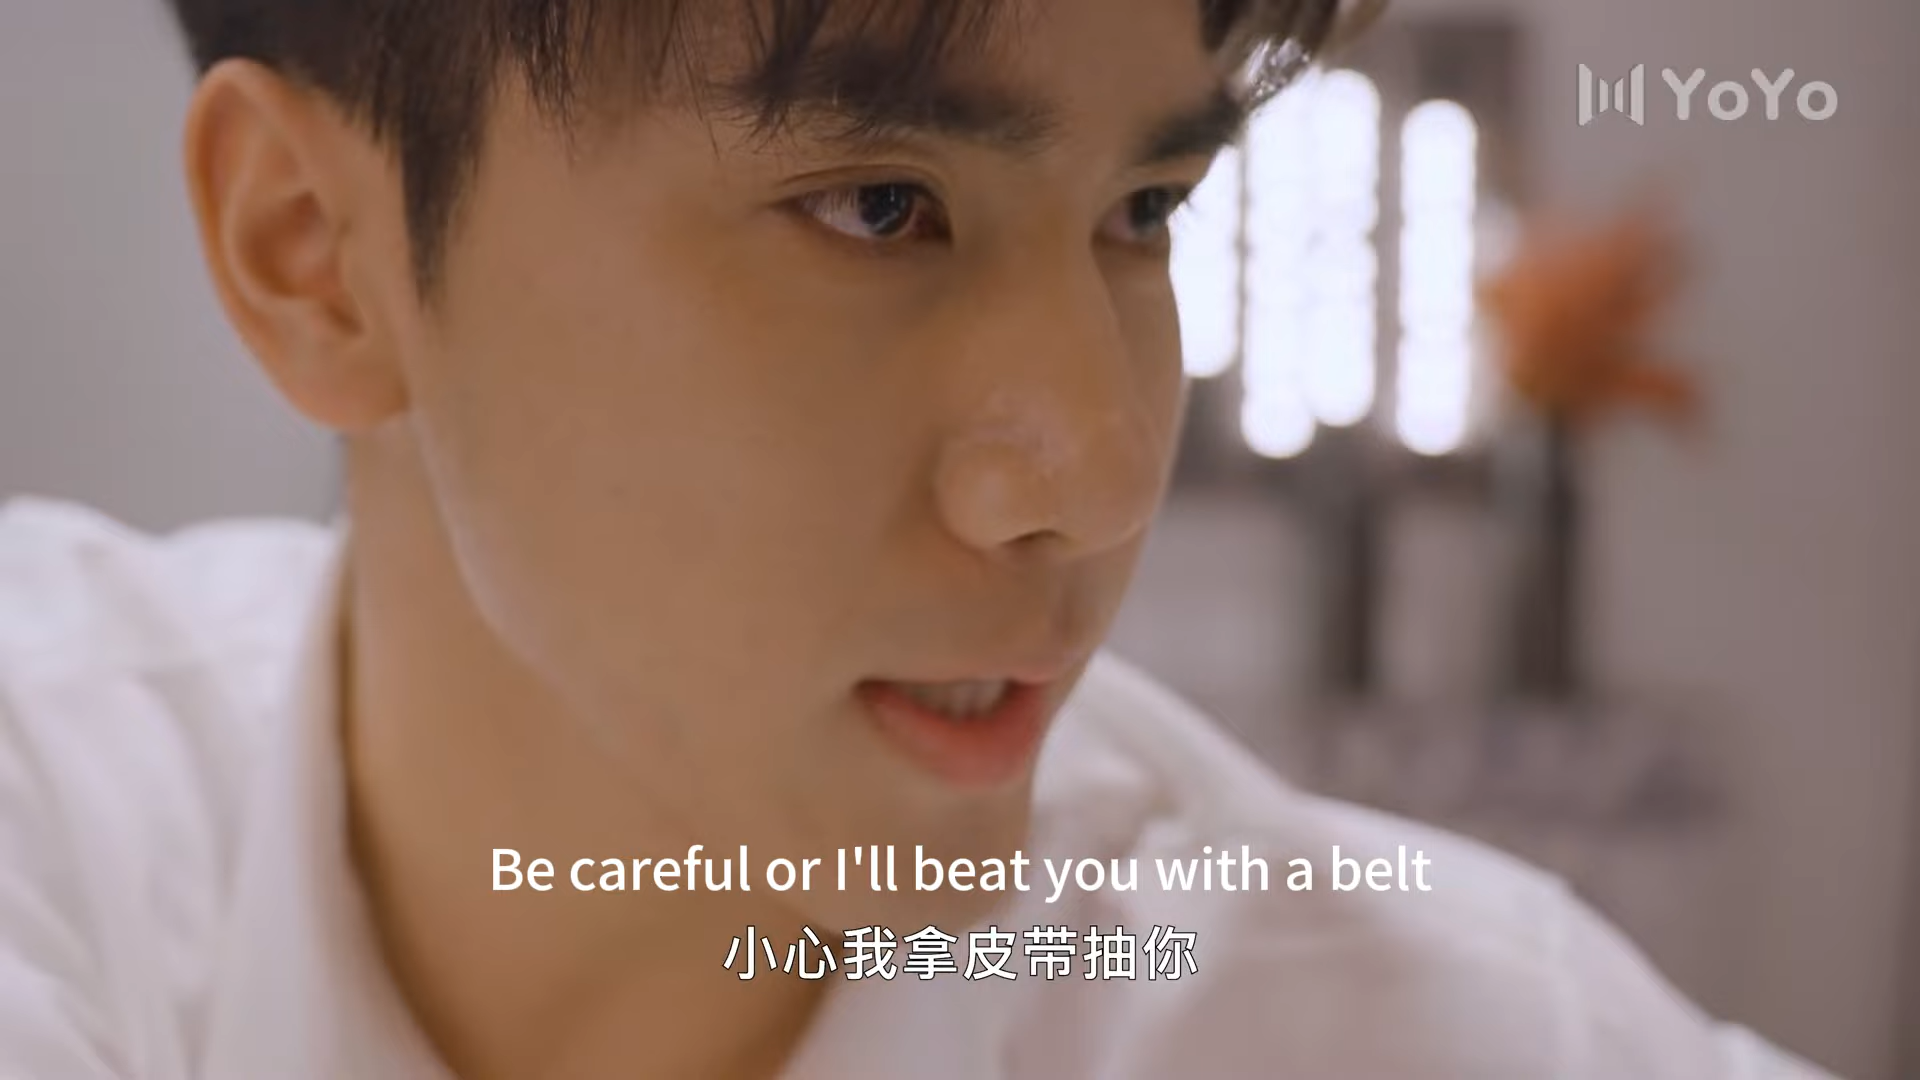 YoYo
Be careful or I'll beat you with a belt
小心我拿皮带抽你